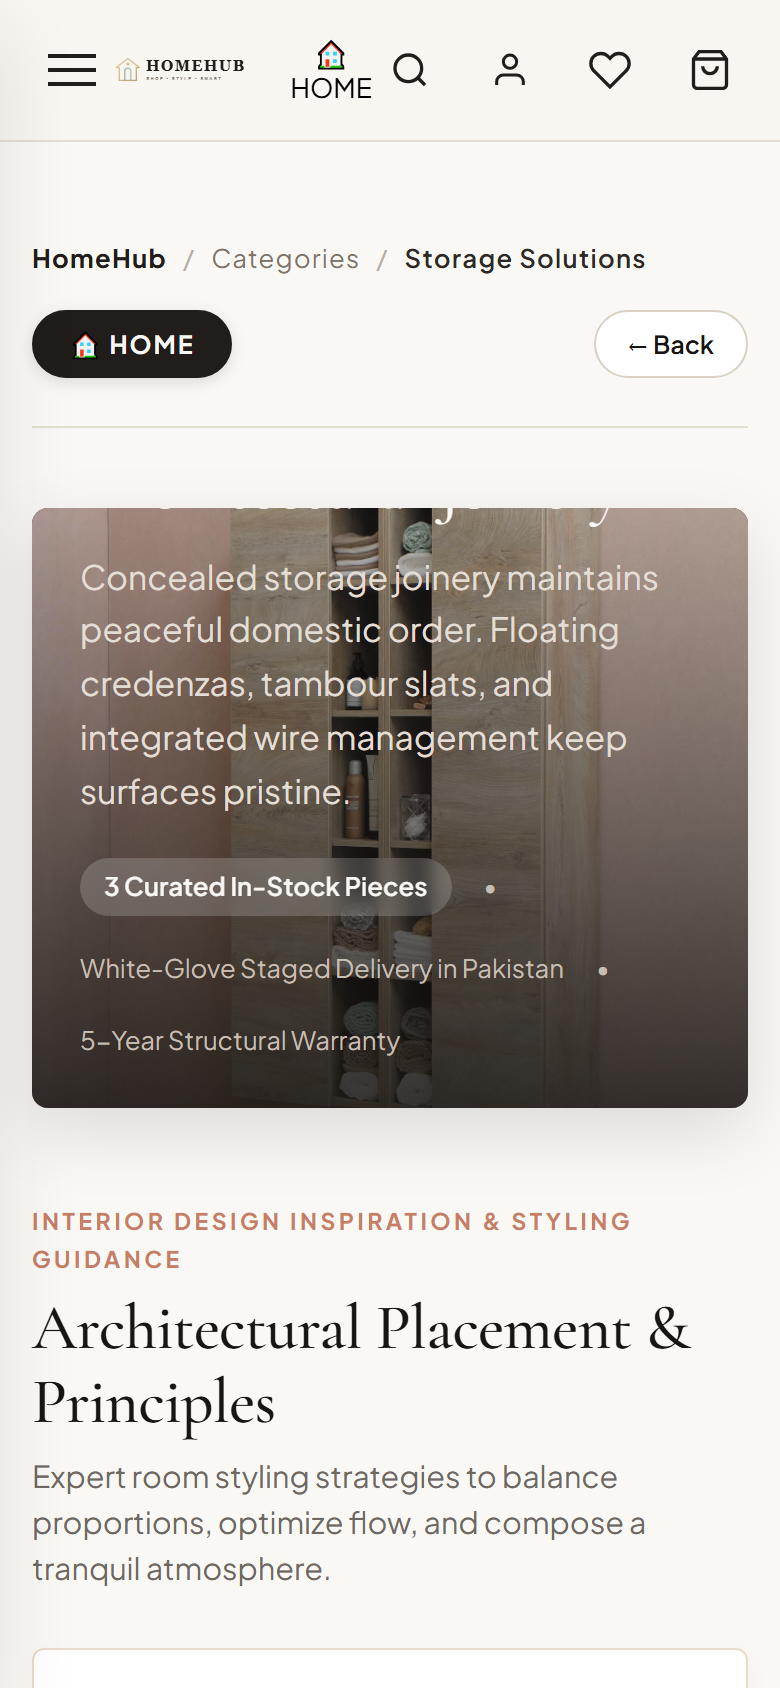 HOMEHUB
SHOP • STYLE • SMART
HOME
HomeHub / Categories / Storage Solutions
HOME
← Back
Concealed storage joinery maintains
peaceful domestic order. Floating
credenzas, tambour slats, and
integrated wire management keep
surfaces pristine.
3 Curated In-Stock Pieces •
White-Glove Staged Delivery in Pakistan •
5-Year Structural Warranty
INTERIOR DESIGN INSPIRATION & STYLING
GUIDANCE
Architectural Placement &
Principles
Expert room styling strategies to balance
proportions, optimize flow, and compose a
tranquil atmosphere.